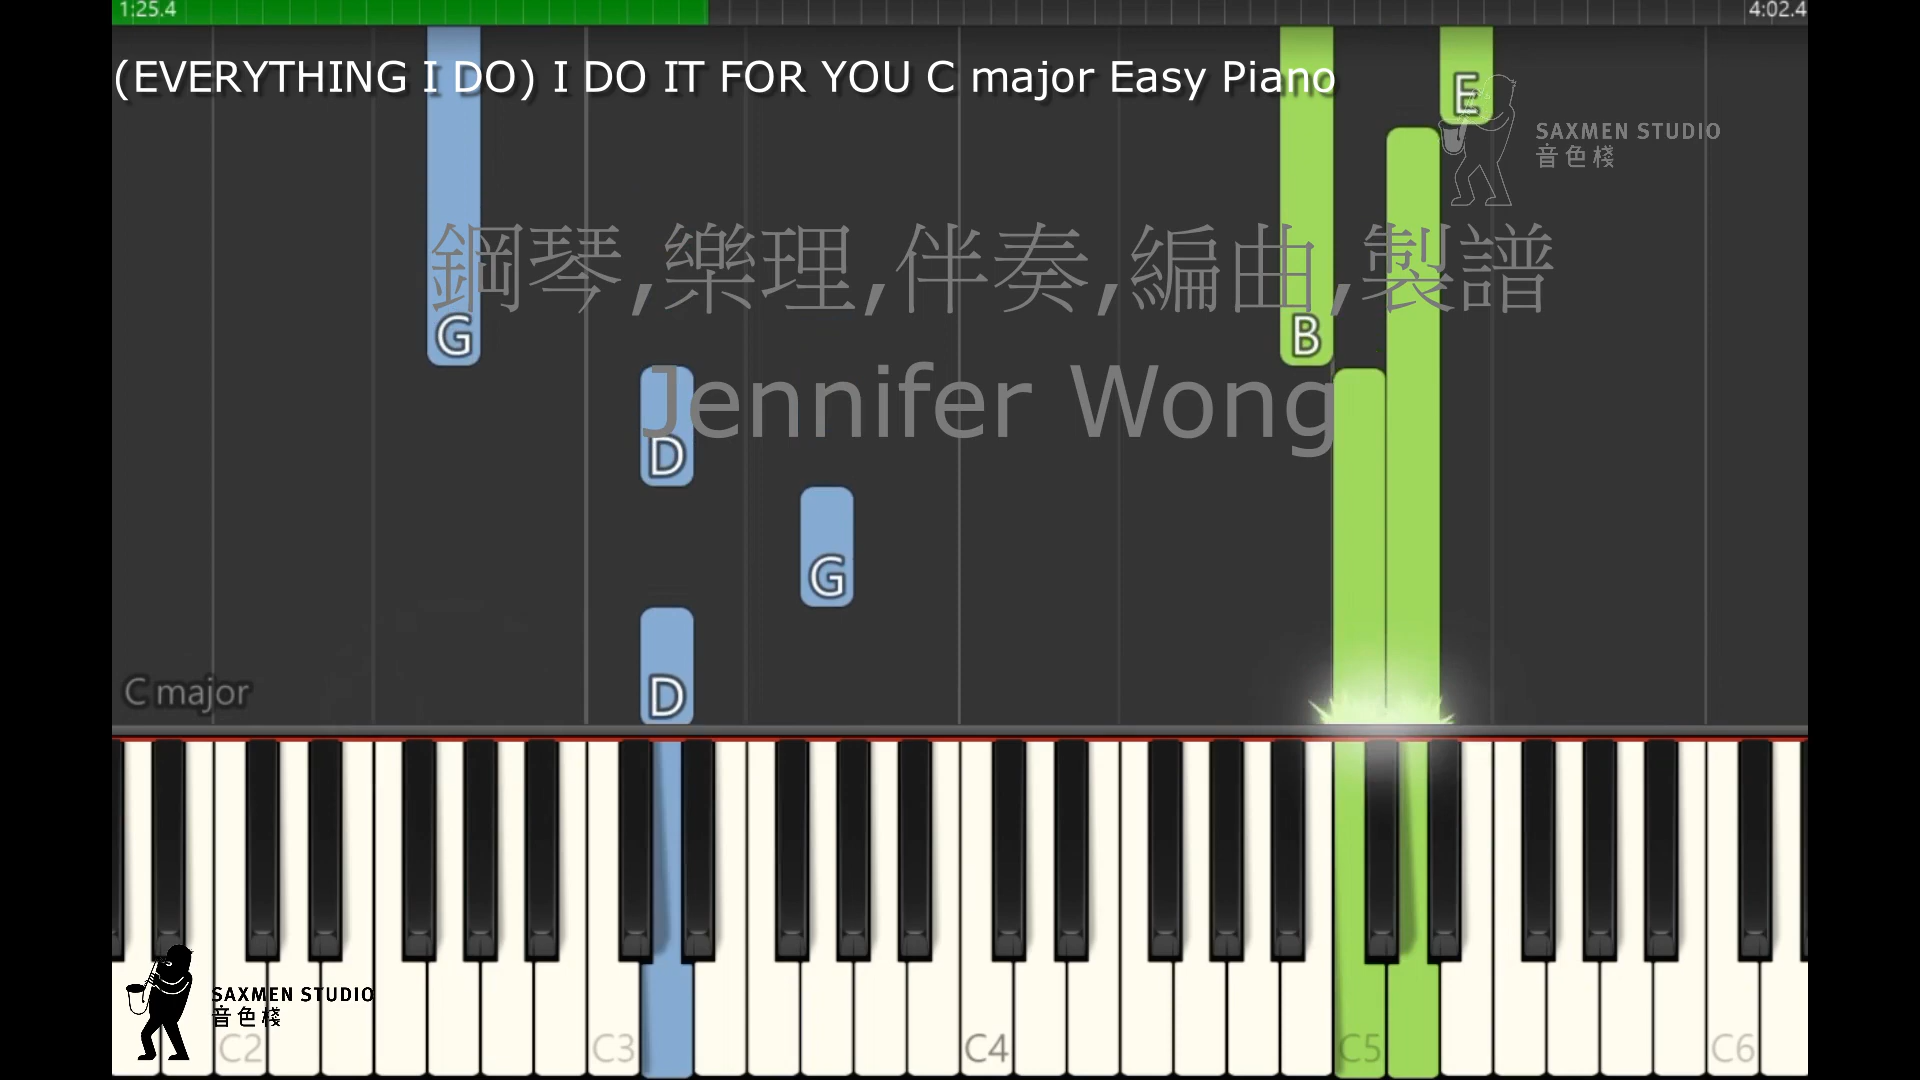 1:25.4 4:02.4
(EVERYTHING I DO) I DO IT FOR YOU C major Easy Piano
E
SAXMEN STUDIO
音色棧
鋼琴,樂理,伴奏,編曲,製譜
G B
Jennifer Wong
D
G
C major D
SAXMEN STUDIO
音色棧
C2 C3 C4 C5 C6